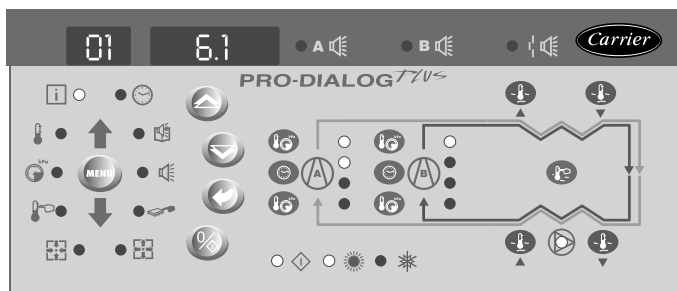 01 6.1 A B Carrier
PRO-DIALOG Plus
i
kPa
MENU
A B
%